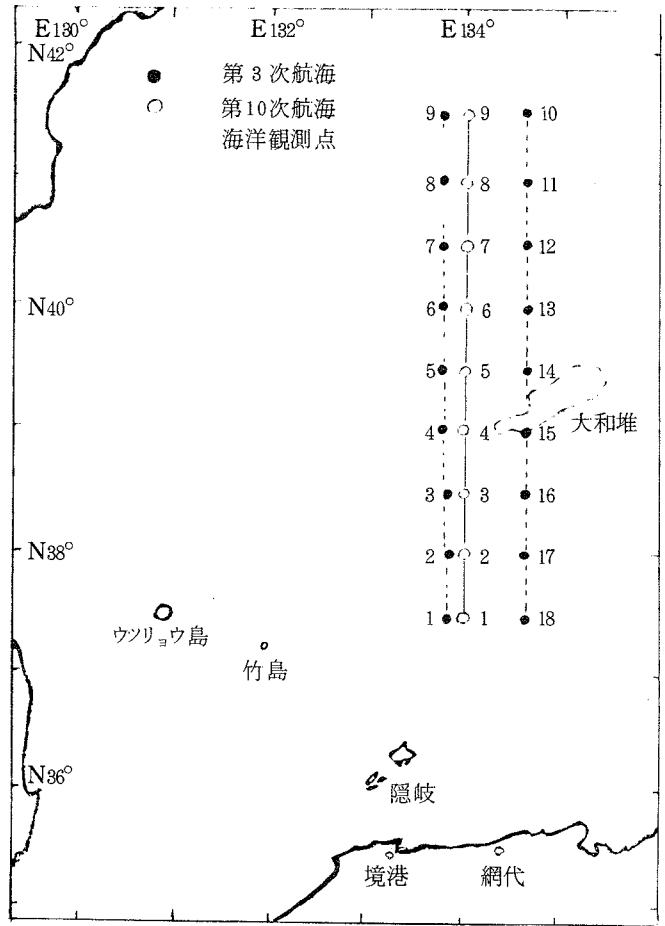 E130° E132° E134°
N42°
● 第3次航海
○ 第10次航海
海洋観測点
9 9 10
8 8 11
7 7 12
N40°
6 6 13
5 5 14
4 4 15 大和堆
3 3 16
N38°
2 2 17
1 1 18
ウツリョウ島
竹島
N36°
隠岐
境港 網代